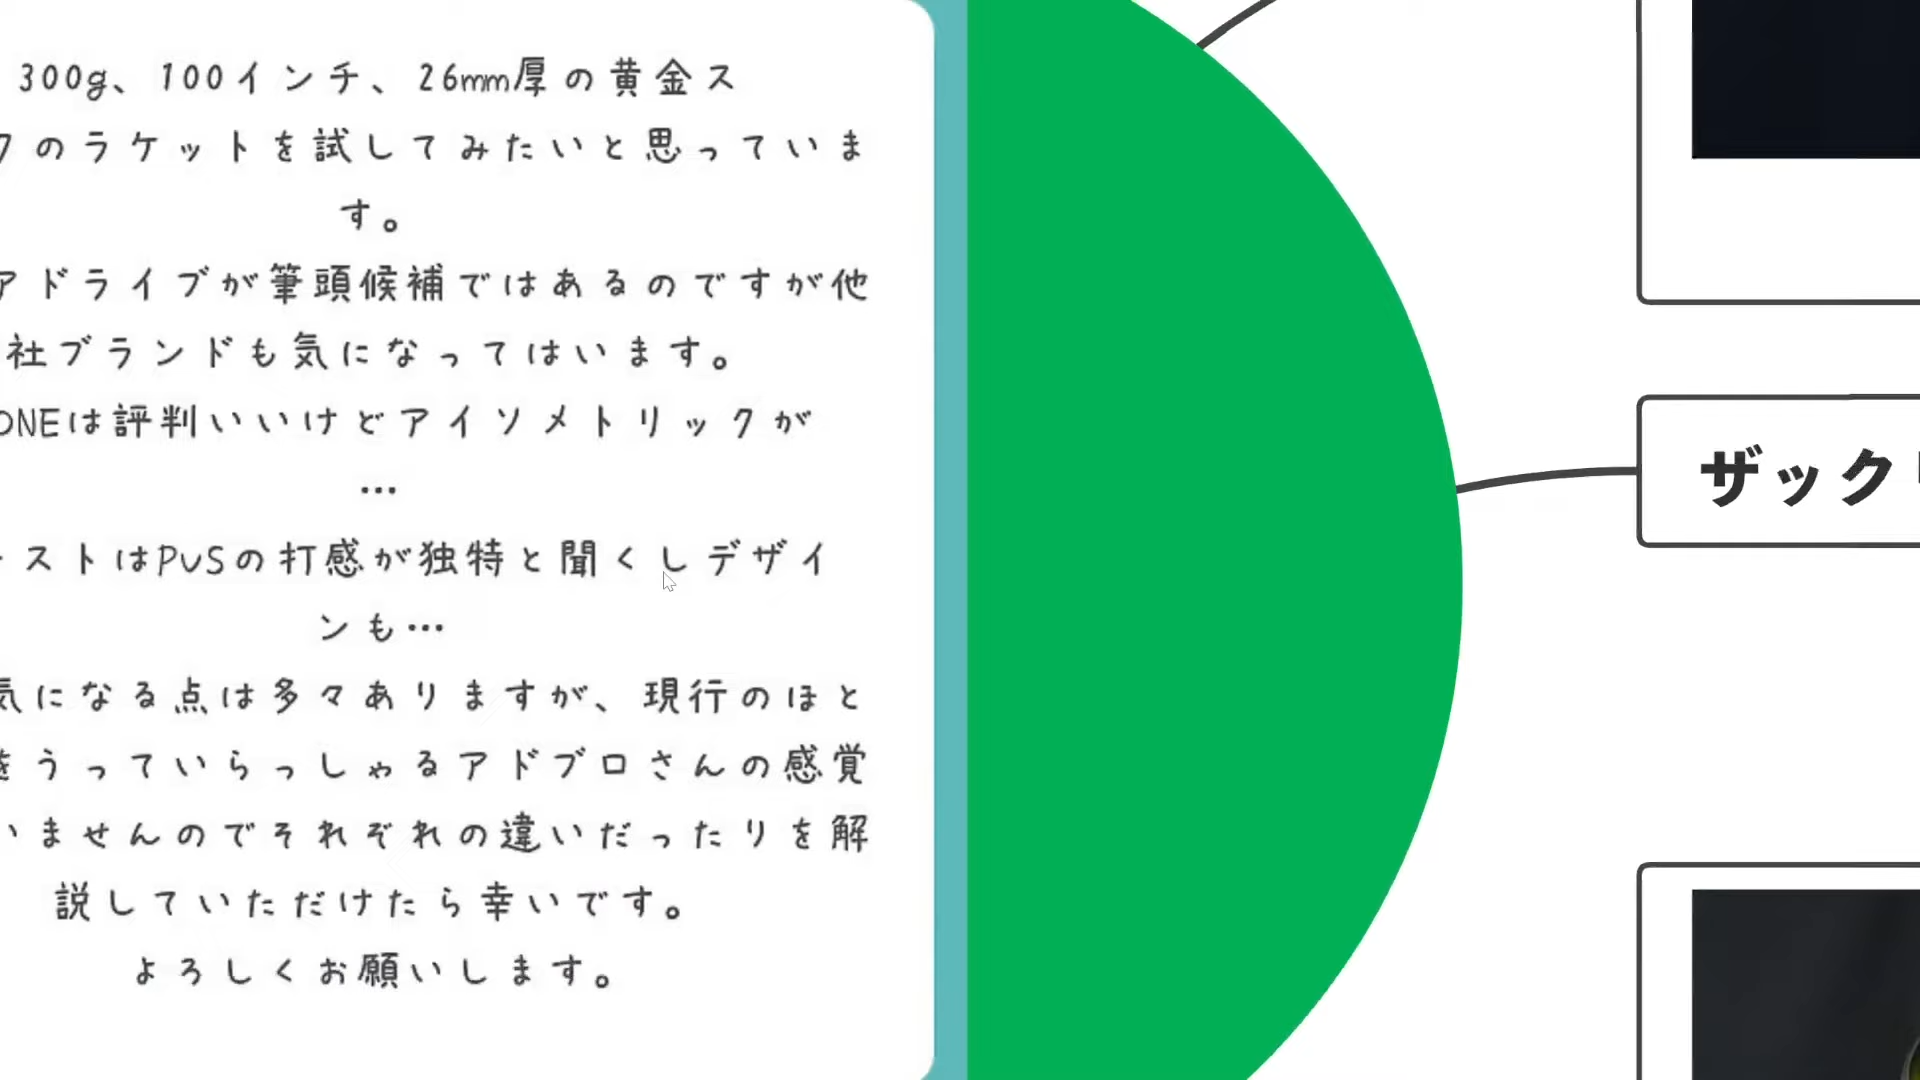 300g、100インチ、26mm厚の黄金ス
クのラケットを試してみたいと思っていま
す。
アドライブが筆頭候補ではあるのですが他
社ブランドも気になってはいます。
ONEは評判いいけどアイソメトリックが
…
ストはPVSの打感が独特と聞くしデザイ
ンも…
気になる点は多々ありますが、現行のほと
うっていらっしゃるアドブロさんの感覚
いませんのでそれぞれの違いだったりを解
説していただけたら幸いです。
よろしくお願いします。
ザック